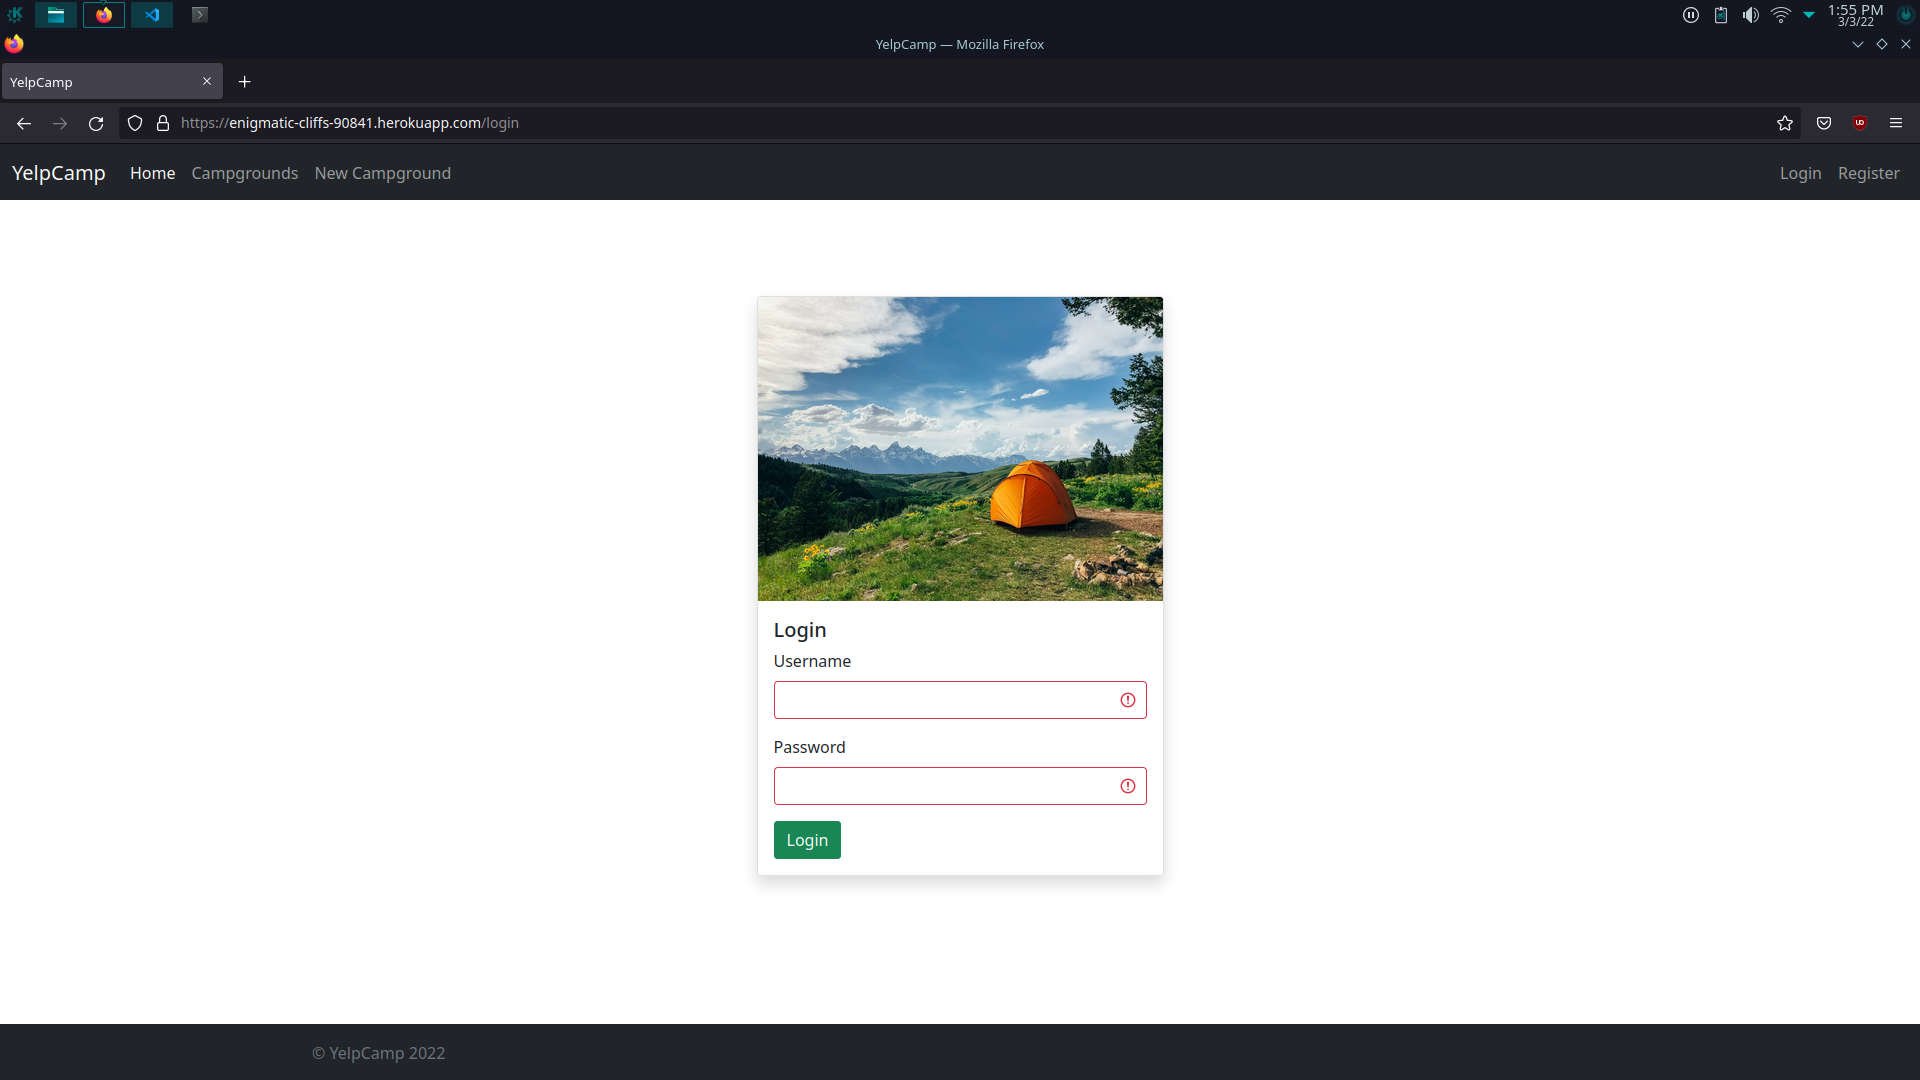 1:55 PM
3/3/22
YelpCamp — Mozilla Firefox
YelpCamp
https://enigmatic-cliffs-90841.herokuapp.com/login
YelpCamp Home Campgrounds New Campground Login Register
Login
Username
Password
Login
© YelpCamp 2022